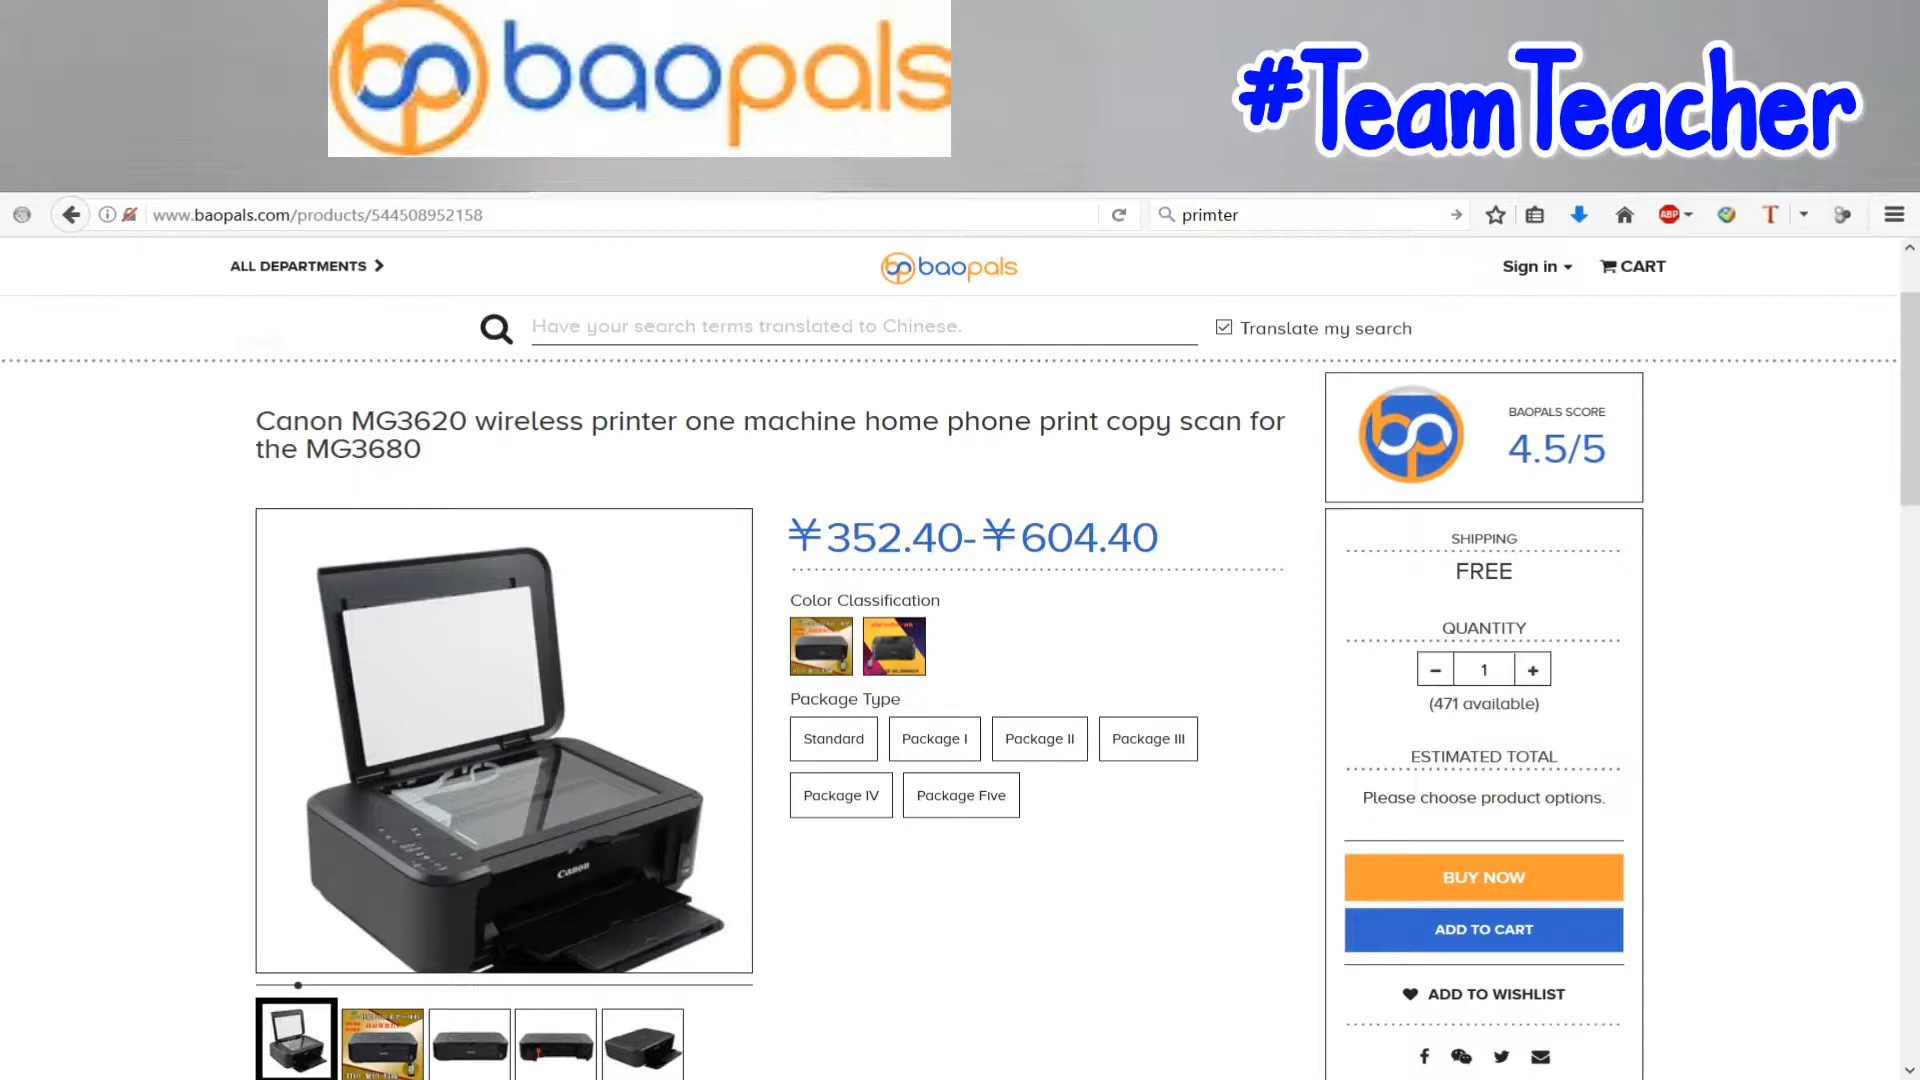 baopals
#TeamTeacher
www.baopals.com/products/544508952158
primter
ABP
T
ALL DEPARTMENTS
baopals
Sign in
CART
Have your search terms translated to Chinese.
Translate my search
Canon MG3620 wireless printer one machine home phone print copy scan for
the MG3680
BAOPALS SCORE
4.5/5
¥352.40-¥604.40
SHIPPING
FREE
Color Classification
QUANTITY
- 1 +
(471 available)
Package Type
Standard
Package I
Package II
Package III
Package IV
Package Five
ESTIMATED TOTAL
Please choose product options.
Canon
BUY NOW
ADD TO CART
ADD TO WISHLIST